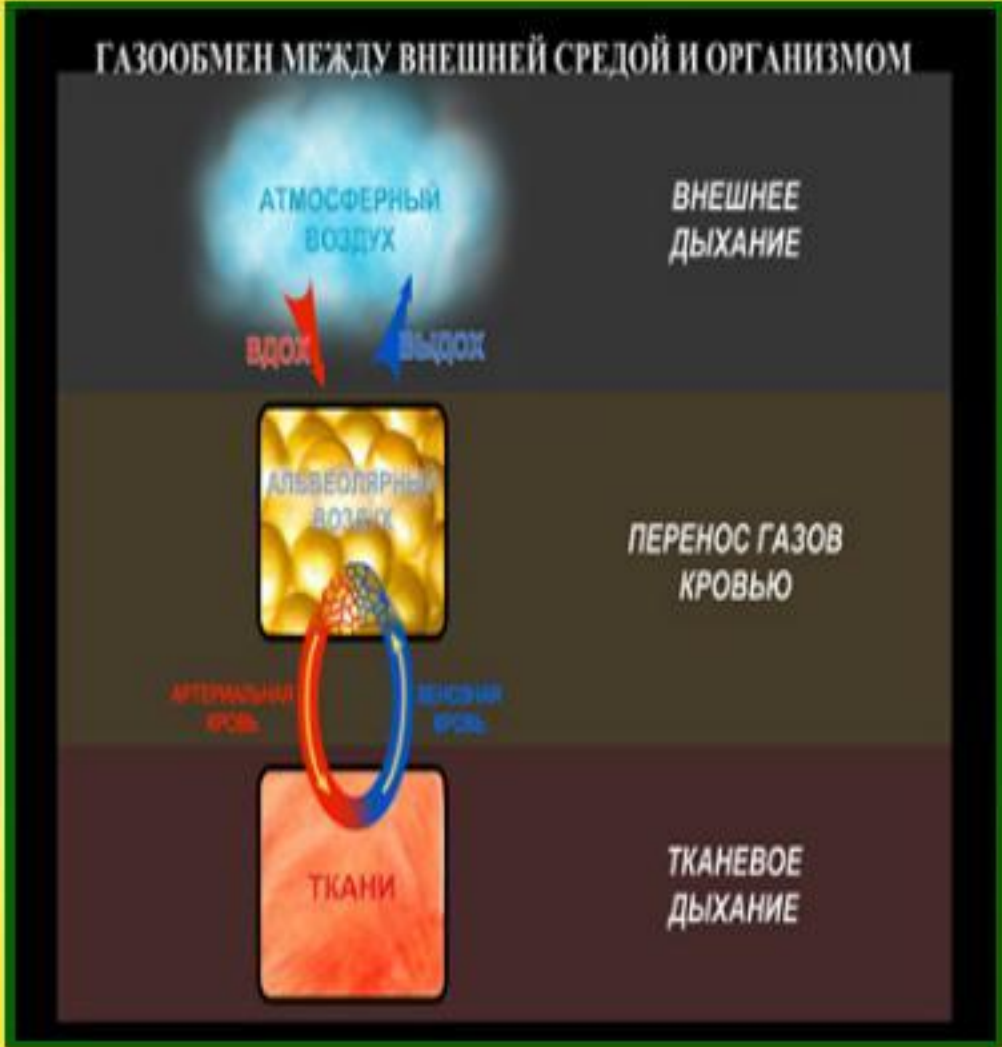 ГАЗООБМЕН МЕЖДУ ВНЕШНЕЙ СРЕДОЙ И ОРГАНИЗМОМ
АТМОСФЕРНЫЙ
ВОЗДУХ
ВНЕШНЕЕ
ДЫХАНИЕ
ВДОХ
ВЫДОХ
АЛЬВЕОЛЯРНЫЙ
ВОЗДУХ
ПЕРЕНОС ГАЗОВ
КРОВЬЮ
АРТЕРИАЛЬНАЯ
КРОВЬ
ВЕНОЗНАЯ
КРОВЬ
ТКАНИ
ТКАНЕВОЕ
ДЫХАНИЕ